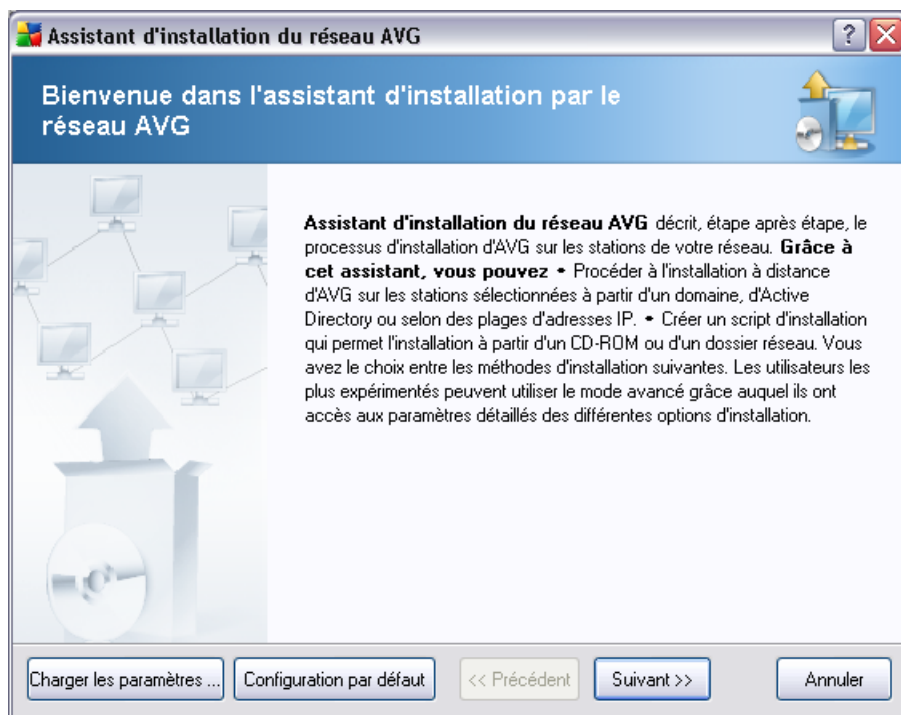 Assistant d'installation du réseau AVG
Bienvenue dans l'assistant d'installation par le
réseau AVG
Assistant d'installation du réseau AVG décrit, étape après étape, le
processus d'installation d'AVG sur les stations de votre réseau. Grâce à
cet assistant, vous pouvez • Procéder à l'installation à distance
d'AVG sur les stations sélectionnées à partir d'un domaine, d'Active
Directory ou selon des plages d'adresses IP. • Créer un script d'installation
qui permet l'installation à partir d'un CD-ROM ou d'un dossier réseau. Vous
avez le choix entre les méthodes d'installation suivantes. Les utilisateurs les
plus expérimentés peuvent utiliser le mode avancé grâce auquel ils ont
accès aux paramètres détaillés des différentes options d'installation.
Charger les paramètres ... Configuration par défaut << Précédent Suivant >> Annuler